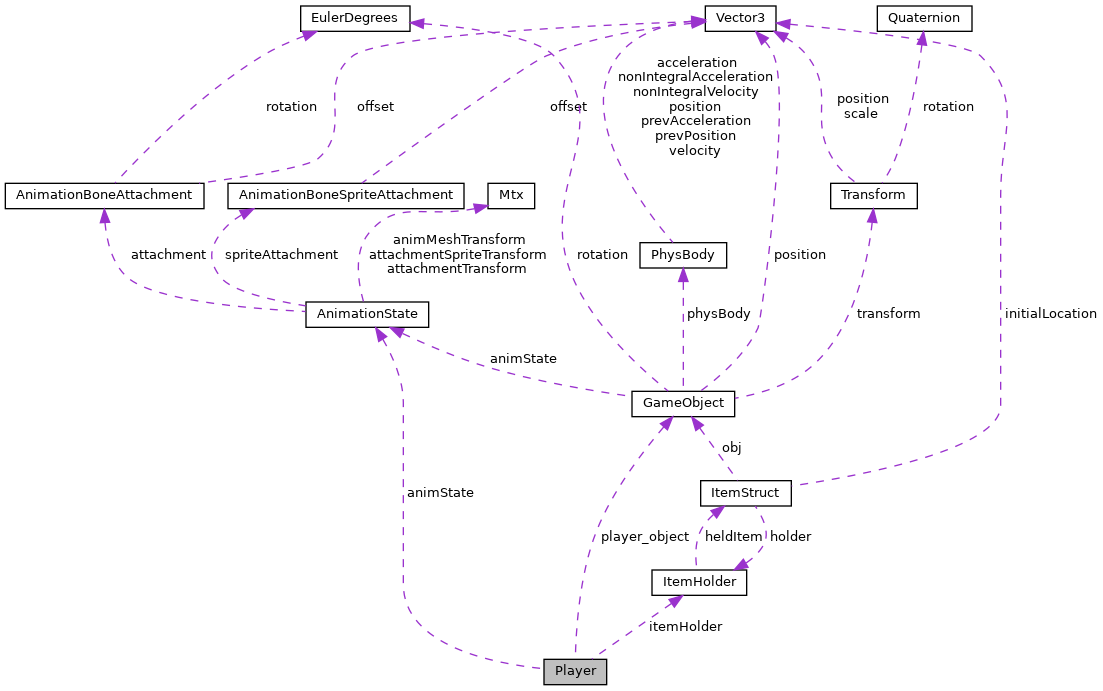 EulerDegrees
Vector3
Quaternion
acceleration
nonIntegralAcceleration
nonIntegralVelocity
position
prevAcceleration
prevPosition
velocity
rotation
offset
offset
position
scale
rotation
AnimationBoneAttachment
AnimationBoneSpriteAttachment
Mtx
Transform
attachment
spriteAttachment
animMeshTransform
attachmentSpriteTransform
attachmentTransform
rotation
PhysBody
position
AnimationState
physBody
transform
initialLocation
animState
GameObject
obj
animState
ItemStruct
player_object
heldItem
holder
ItemHolder
itemHolder
Player